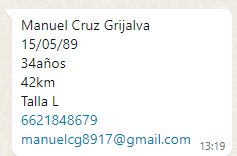 Manuel Cruz Grijalva
15/05/89
34años
42km
Talla L
6621848679
manuelcg8917@gmail.com
13:19